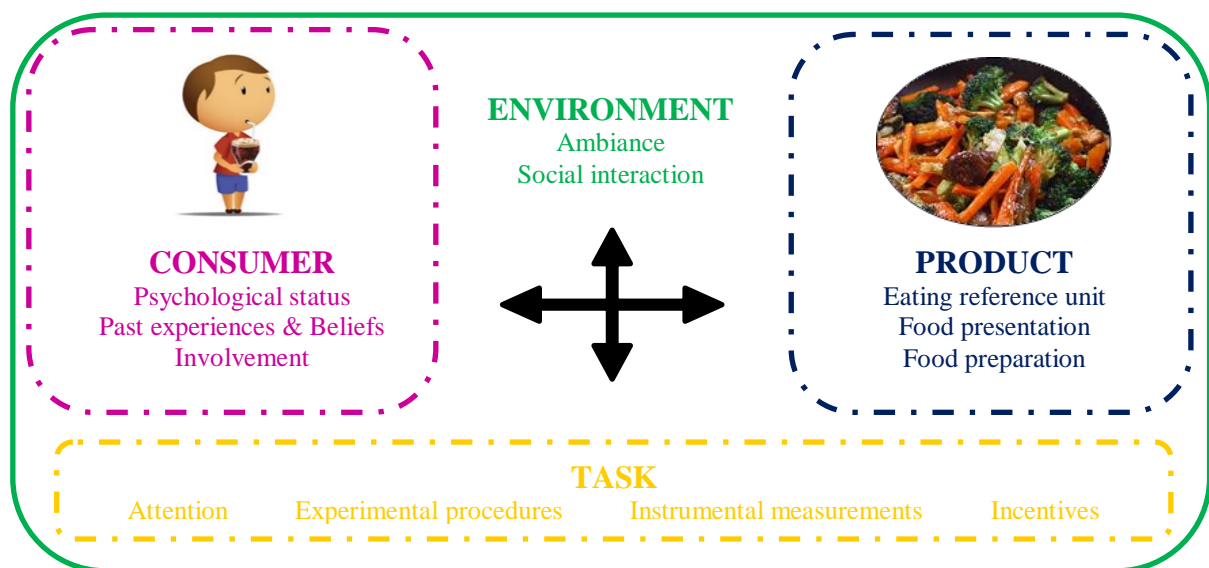 ENVIRONMENT
Ambiance
Social interaction
CONSUMER
Psychological status
Past experiences & Beliefs
Involvement
PRODUCT
Eating reference unit
Food presentation
Food preparation
TASK
Attention Experimental procedures Instrumental measurements Incentives